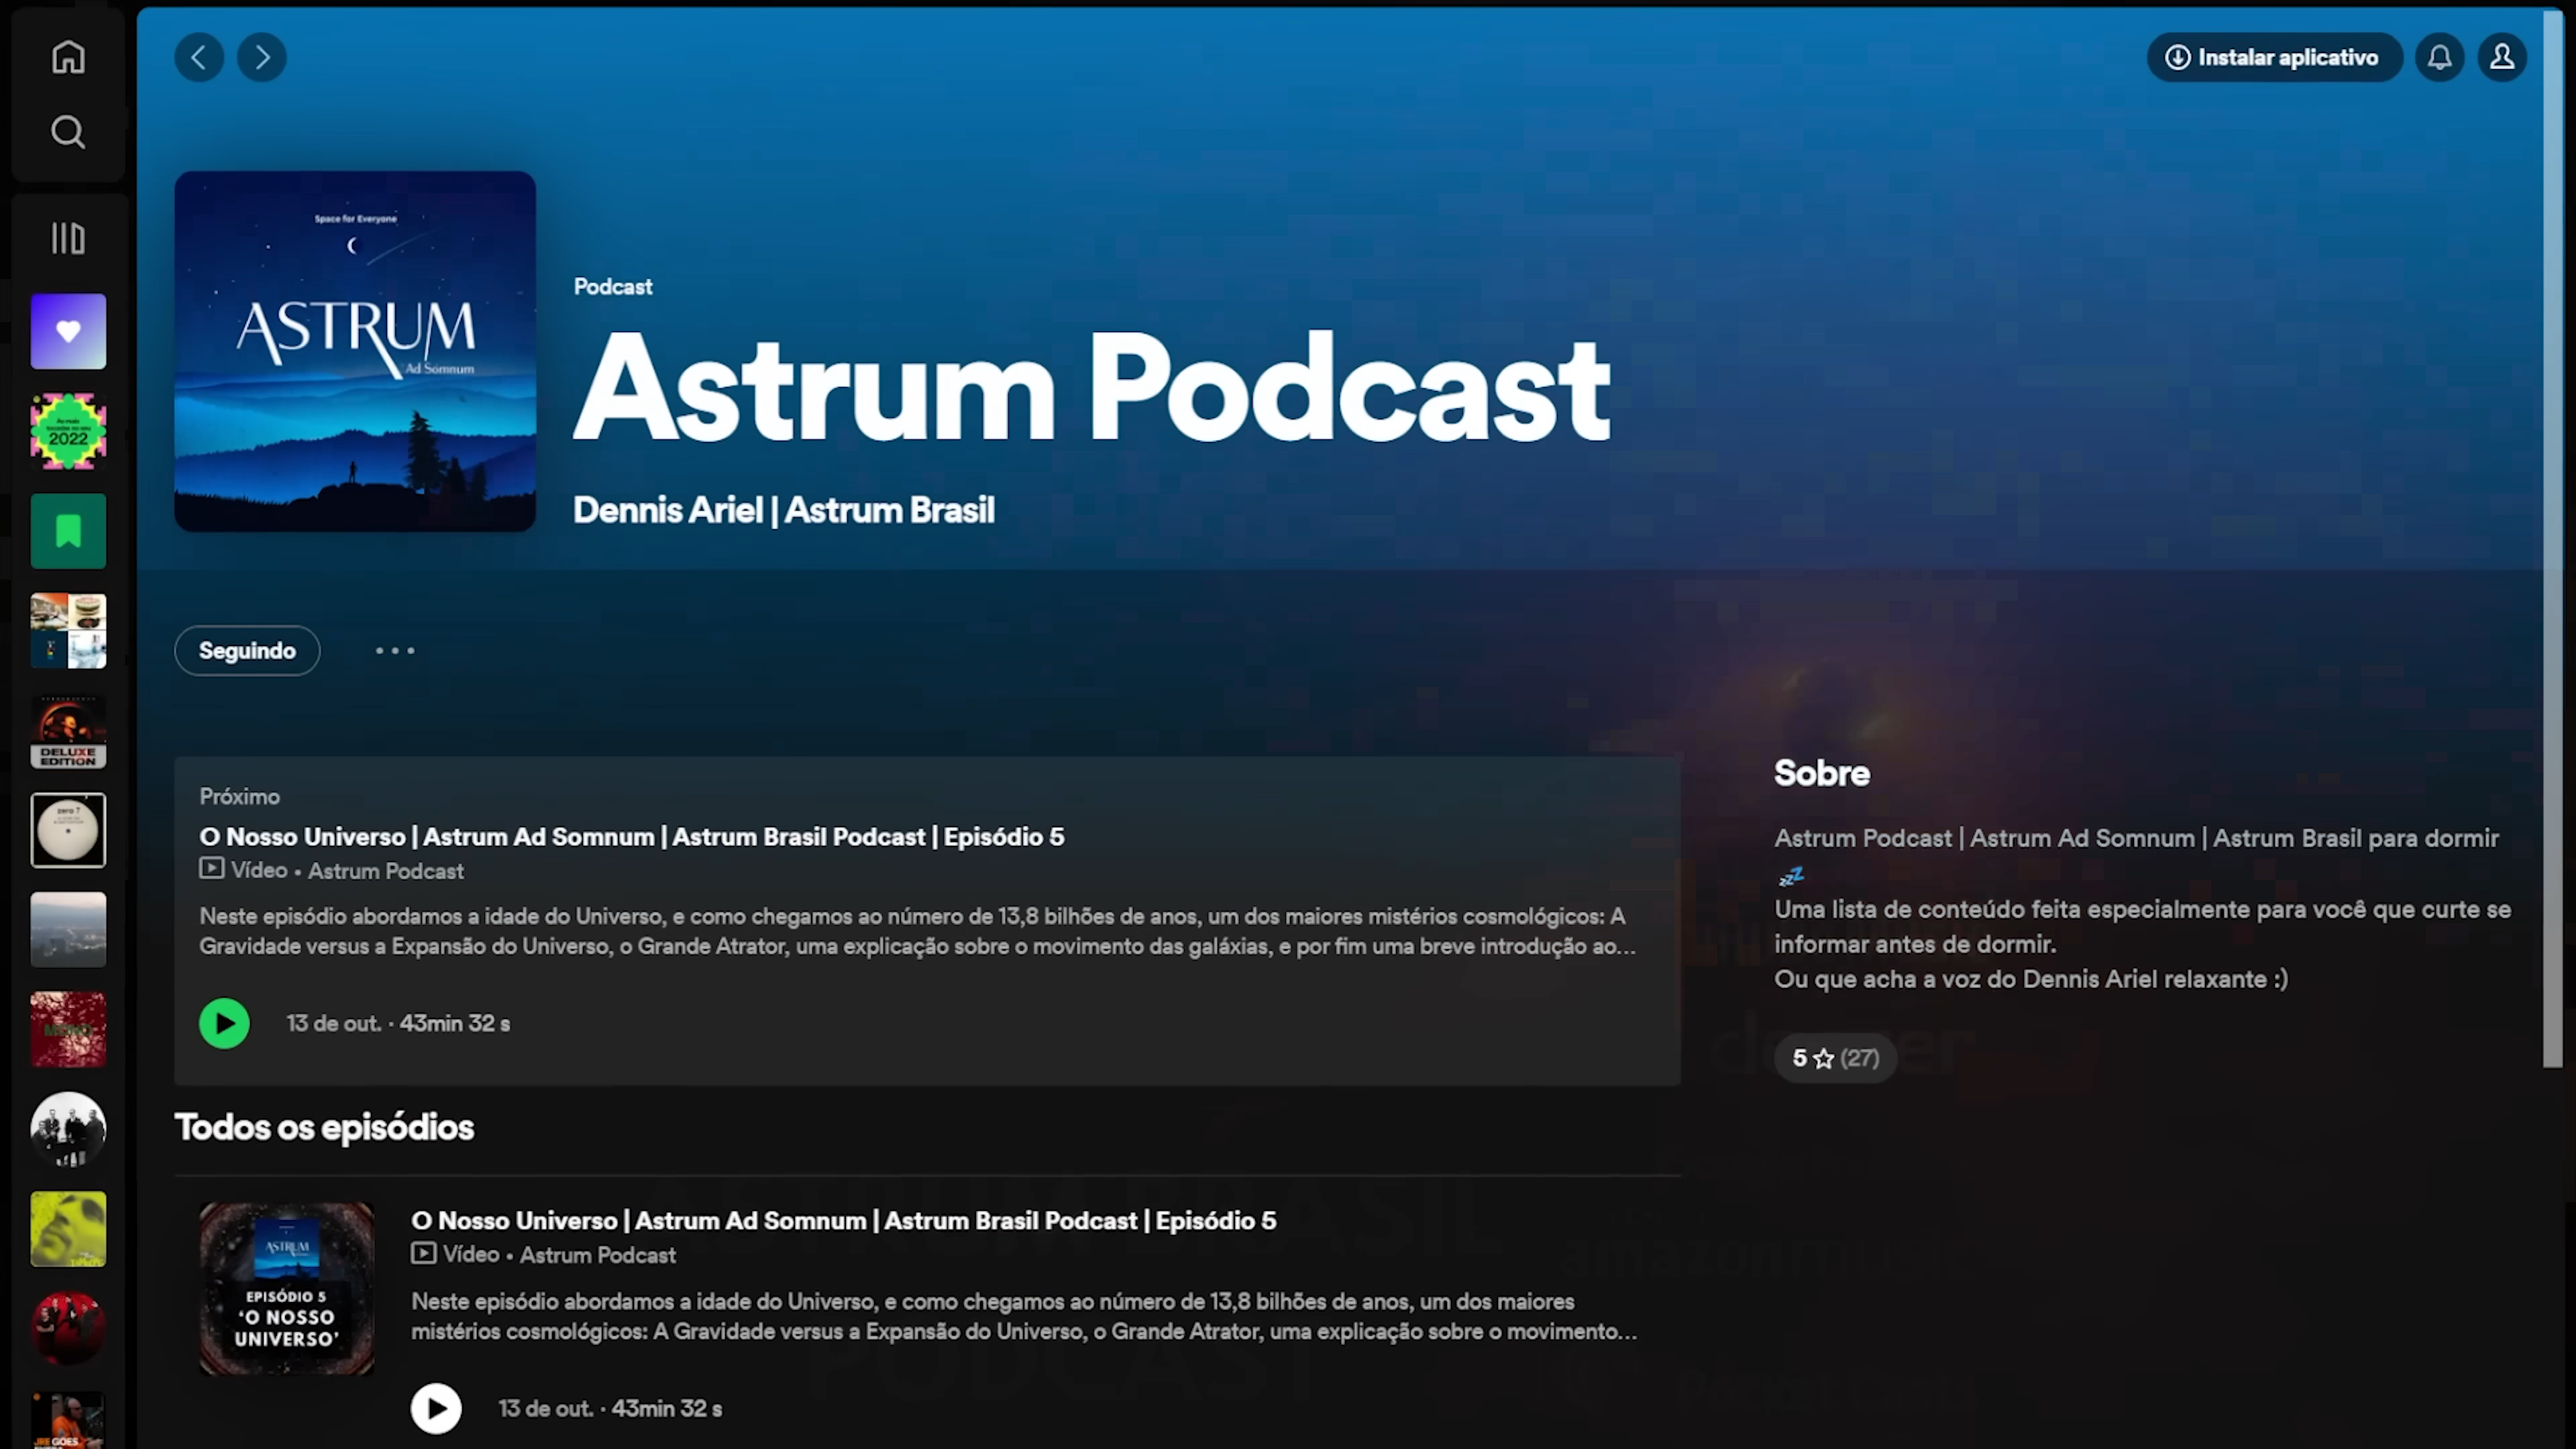 Instalar aplicativo
Space for Everyone
ASTRUM
Ad Somnum
Podcast
Astrum Podcast
Dennis Ariel | Astrum Brasil
2022
Seguindo
DELUXE
EDITION
zero 7
Próximo
O Nosso Universo | Astrum Ad Somnum | Astrum Brasil Podcast | Episódio 5
Vídeo • Astrum Podcast
Neste episódio abordamos a idade do Universo, e como chegamos ao número de 13,8 bilhões de anos, um dos maiores mistérios cosmológicos: A
Gravidade versus a Expansão do Universo, o Grande Atrator, uma explicação sobre o movimento das galáxias, e por fim uma breve introdução ao...
13 de out. · 43min 32 s
Sobre
Astrum Podcast | Astrum Ad Somnum | Astrum Brasil para dormir
💤
Uma lista de conteúdo feita especialmente para você que curte se
informar antes de dormir.
Ou que acha a voz do Dennis Ariel relaxante :)
5 ☆ (27)
Todos os episódios
ASTRUM
EPISÓDIO 5
‘O NOSSO
UNIVERSO’
O Nosso Universo | Astrum Ad Somnum | Astrum Brasil Podcast | Episódio 5
Vídeo • Astrum Podcast
Neste episódio abordamos a idade do Universo, e como chegamos ao número de 13,8 bilhões de anos, um dos maiores
mistérios cosmológicos: A Gravidade versus a Expansão do Universo, o Grande Atrator, uma explicação sobre o movimento...
13 de out. · 43min 32 s
JRE GOES